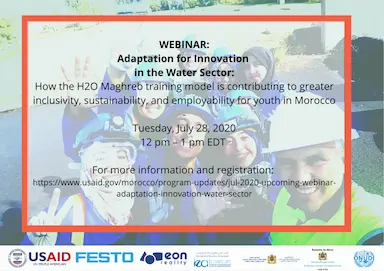 WEBINAR:
Adaptation for Innovation
in the Water Sector:
How the H2O Maghreb training model is contributing to greater
inclusivity, sustainability, and employability for youth in Morocco
Tuesday, July 28, 2020
12 pm – 1 pm EDT
For more information and registration:
https://www.usaid.gov/morocco/program-updates/jul-2020-upcoming-webinar-
adaptation-innovation-water-sector
USAID
FESTO
eon
reality